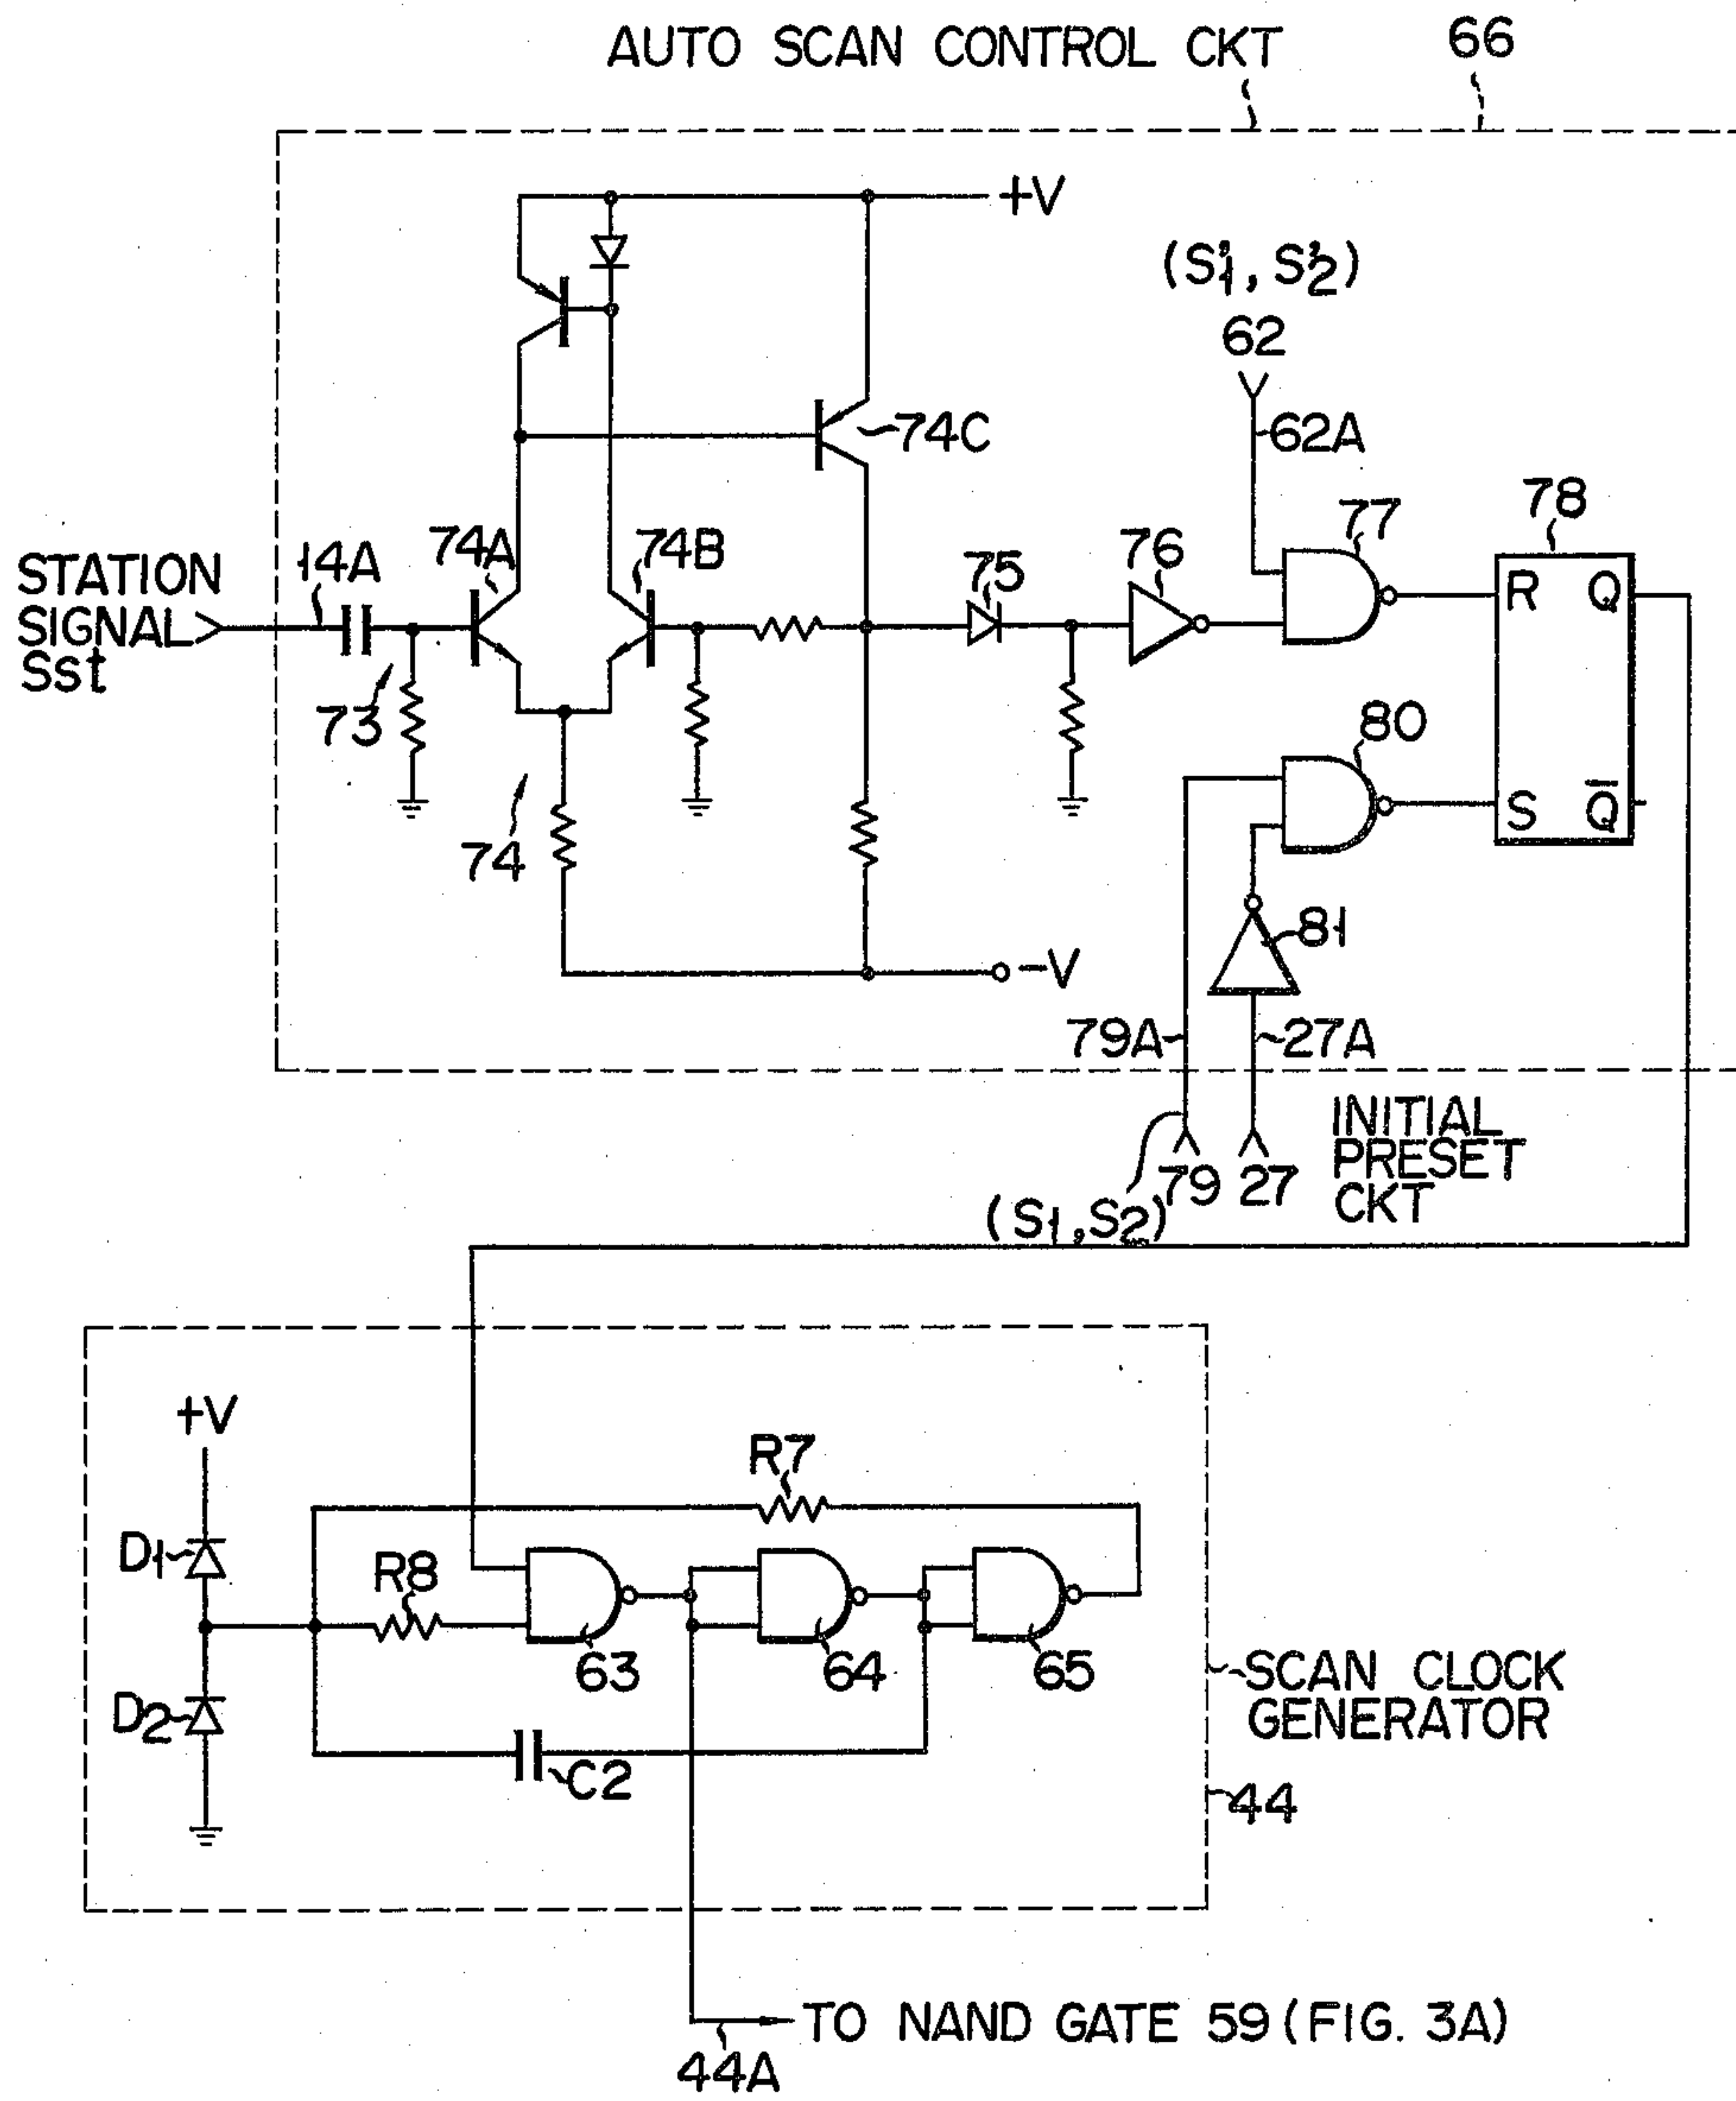 AUTO SCAN CONTROL CKT 66
+V
(S'1, S'2)
62
74C
62A
78
77
76
75
74A
74B
14A
STATION
SIGNAL
Sst
R Q
73
80
S Q̅
74
81
-V
79A
27A
INITIAL
PRESET
CKT
79 27
(S1, S2)
+V
R7
D1
R8
63
64
65
SCAN CLOCK
GENERATOR
D2
C2
44
TO NAND GATE 59 (FIG. 3A)
44A